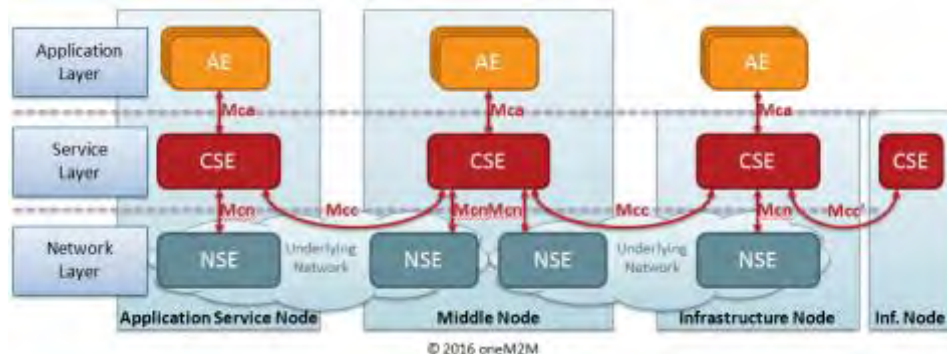 Application
Layer
AE
AE
AE
Mca
Mca
Mca
Service
Layer
CSE
CSE
CSE
CSE
Mcn
Mcc
Mcn
Mcn
Mcc
Mcn
Mcc'
Network
Layer
NSE
Underlying
Network
NSE
NSE
Underlying
Network
NSE
Application Service Node
Middle Node
Infrastructure Node
Inf. Node
© 2016 oneM2M